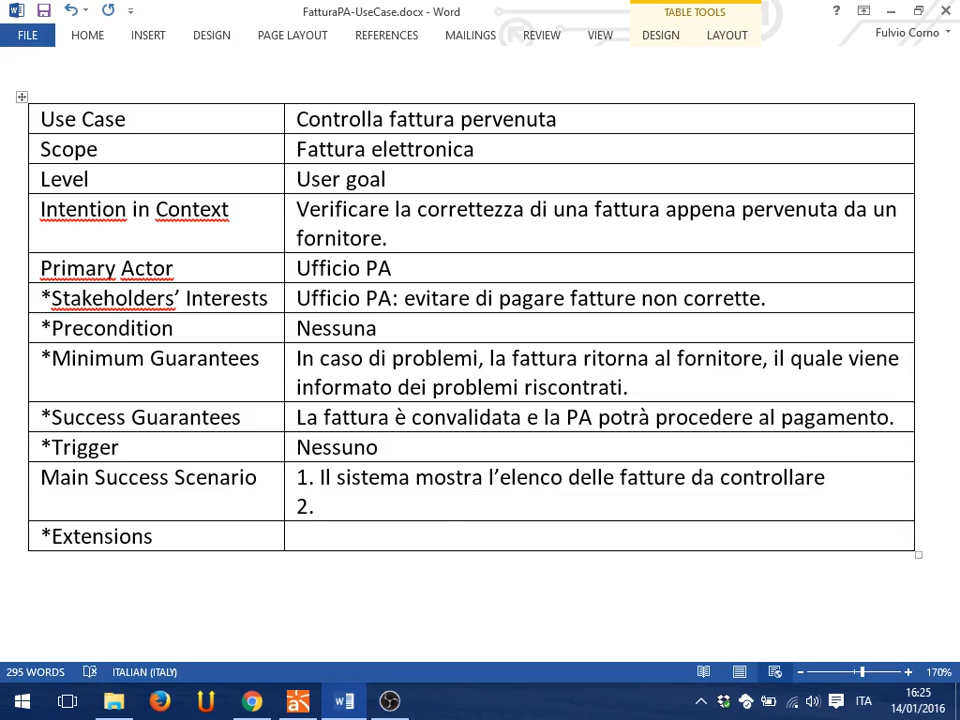 FatturaPA-UseCase.docx - Word
TABLE TOOLS
?
FILE
HOME
INSERT
DESIGN
PAGE LAYOUT
REFERENCES
MAILINGS
REVIEW
VIEW
DESIGN
LAYOUT
Fulvio Corno
Use Case
Controlla fattura pervenuta
Scope
Fattura elettronica
Level
User goal
Intention in Context
Verificare la correttezza di una fattura appena pervenuta da un
fornitore.
Primary Actor
Ufficio PA
*Stakeholders’ Interests
Ufficio PA: evitare di pagare fatture non corrette.
*Precondition
Nessuna
*Minimum Guarantees
In caso di problemi, la fattura ritorna al fornitore, il quale viene
informato dei problemi riscontrati.
*Success Guarantees
La fattura è convalidata e la PA potrà procedere al pagamento.
*Trigger
Nessuno
Main Success Scenario
1. Il sistema mostra l’elenco delle fatture da controllare
2.
*Extensions
295 WORDS
ITALIAN (ITALY)
170%
ITA
16:25
14/01/2016